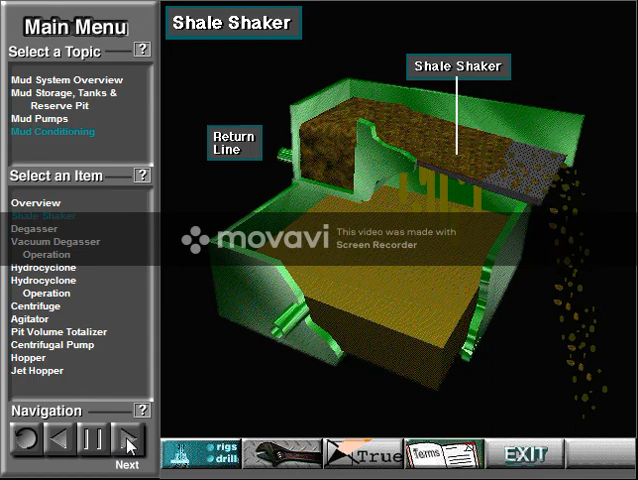 Main Menu
Select a Topic
?
Mud System Overview
Mud Storage, Tanks &
Reserve Pit
Mud Pumps
Mud Conditioning
Select an Item
?
Overview
Shale Shaker
Degasser
Vacuum Degasser
Operation
Hydrocyclone
Hydrocyclone
Operation
Centrifuge
Agitator
Pit Volume Totalizer
Centrifugal Pump
Hopper
Jet Hopper
Navigation
?
Next
Shale Shaker
Shale Shaker
Return
Line
movavi
This video was made with
Screen Recorder
rigs
drill
True
Terms
EXIT